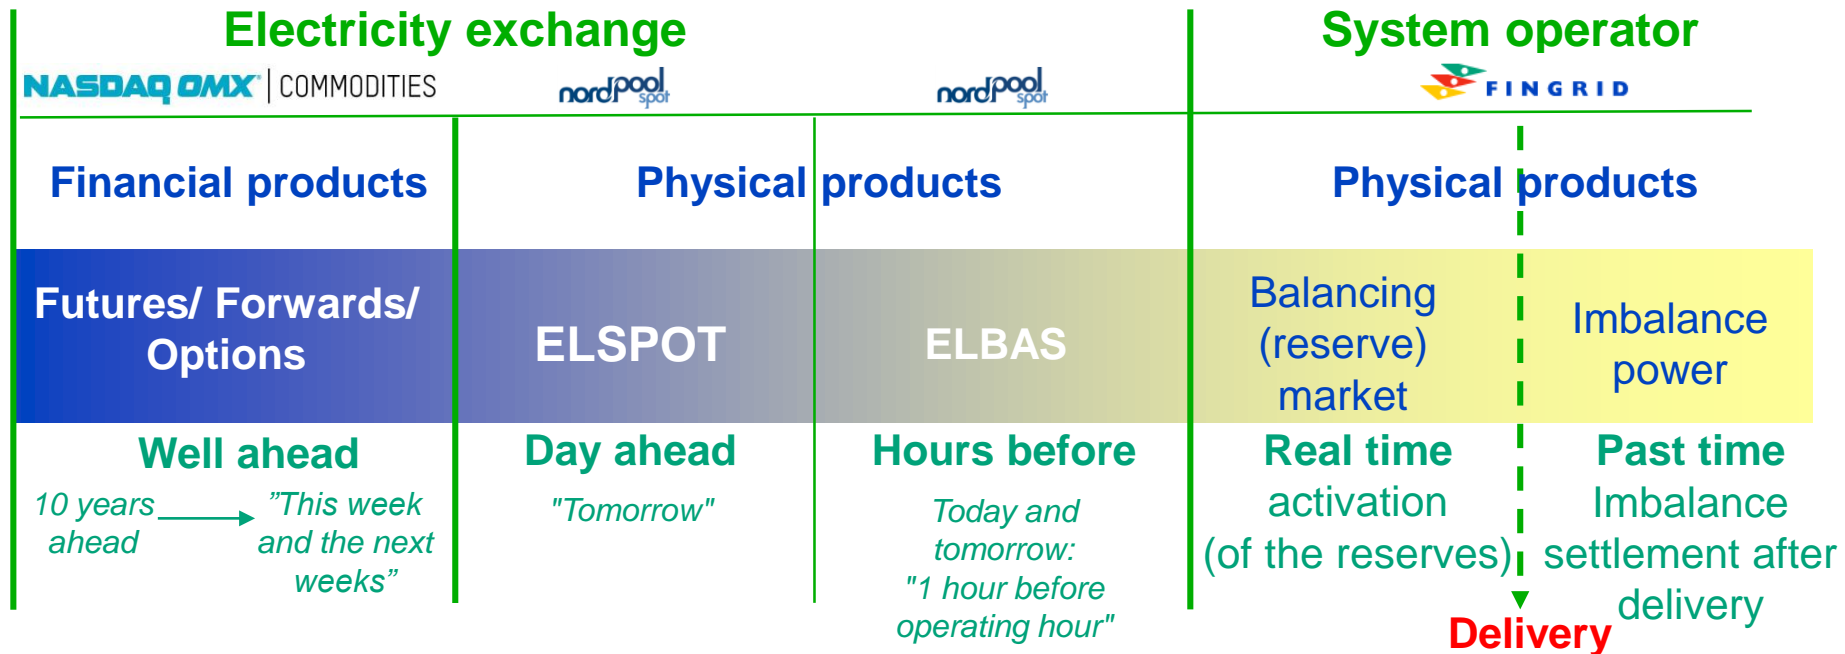 Electricity exchange
System operator
NASDAQ OMX® | COMMODITIES
nordpool
spot
nordpool
spot
FINGRID
Financial products
Physical products
Physical products
Futures/ Forwards/
Options
ELSPOT
ELBAS
Balancing
(reserve)
market
Imbalance
power
Well ahead
10 years
ahead
”This week
and the next
weeks”
Day ahead
"Tomorrow"
Hours before
Today and
tomorrow:
"1 hour before
operating hour"
Real time
activation
(of the reserves)
Past time
Imbalance
settlement after
delivery
Delivery